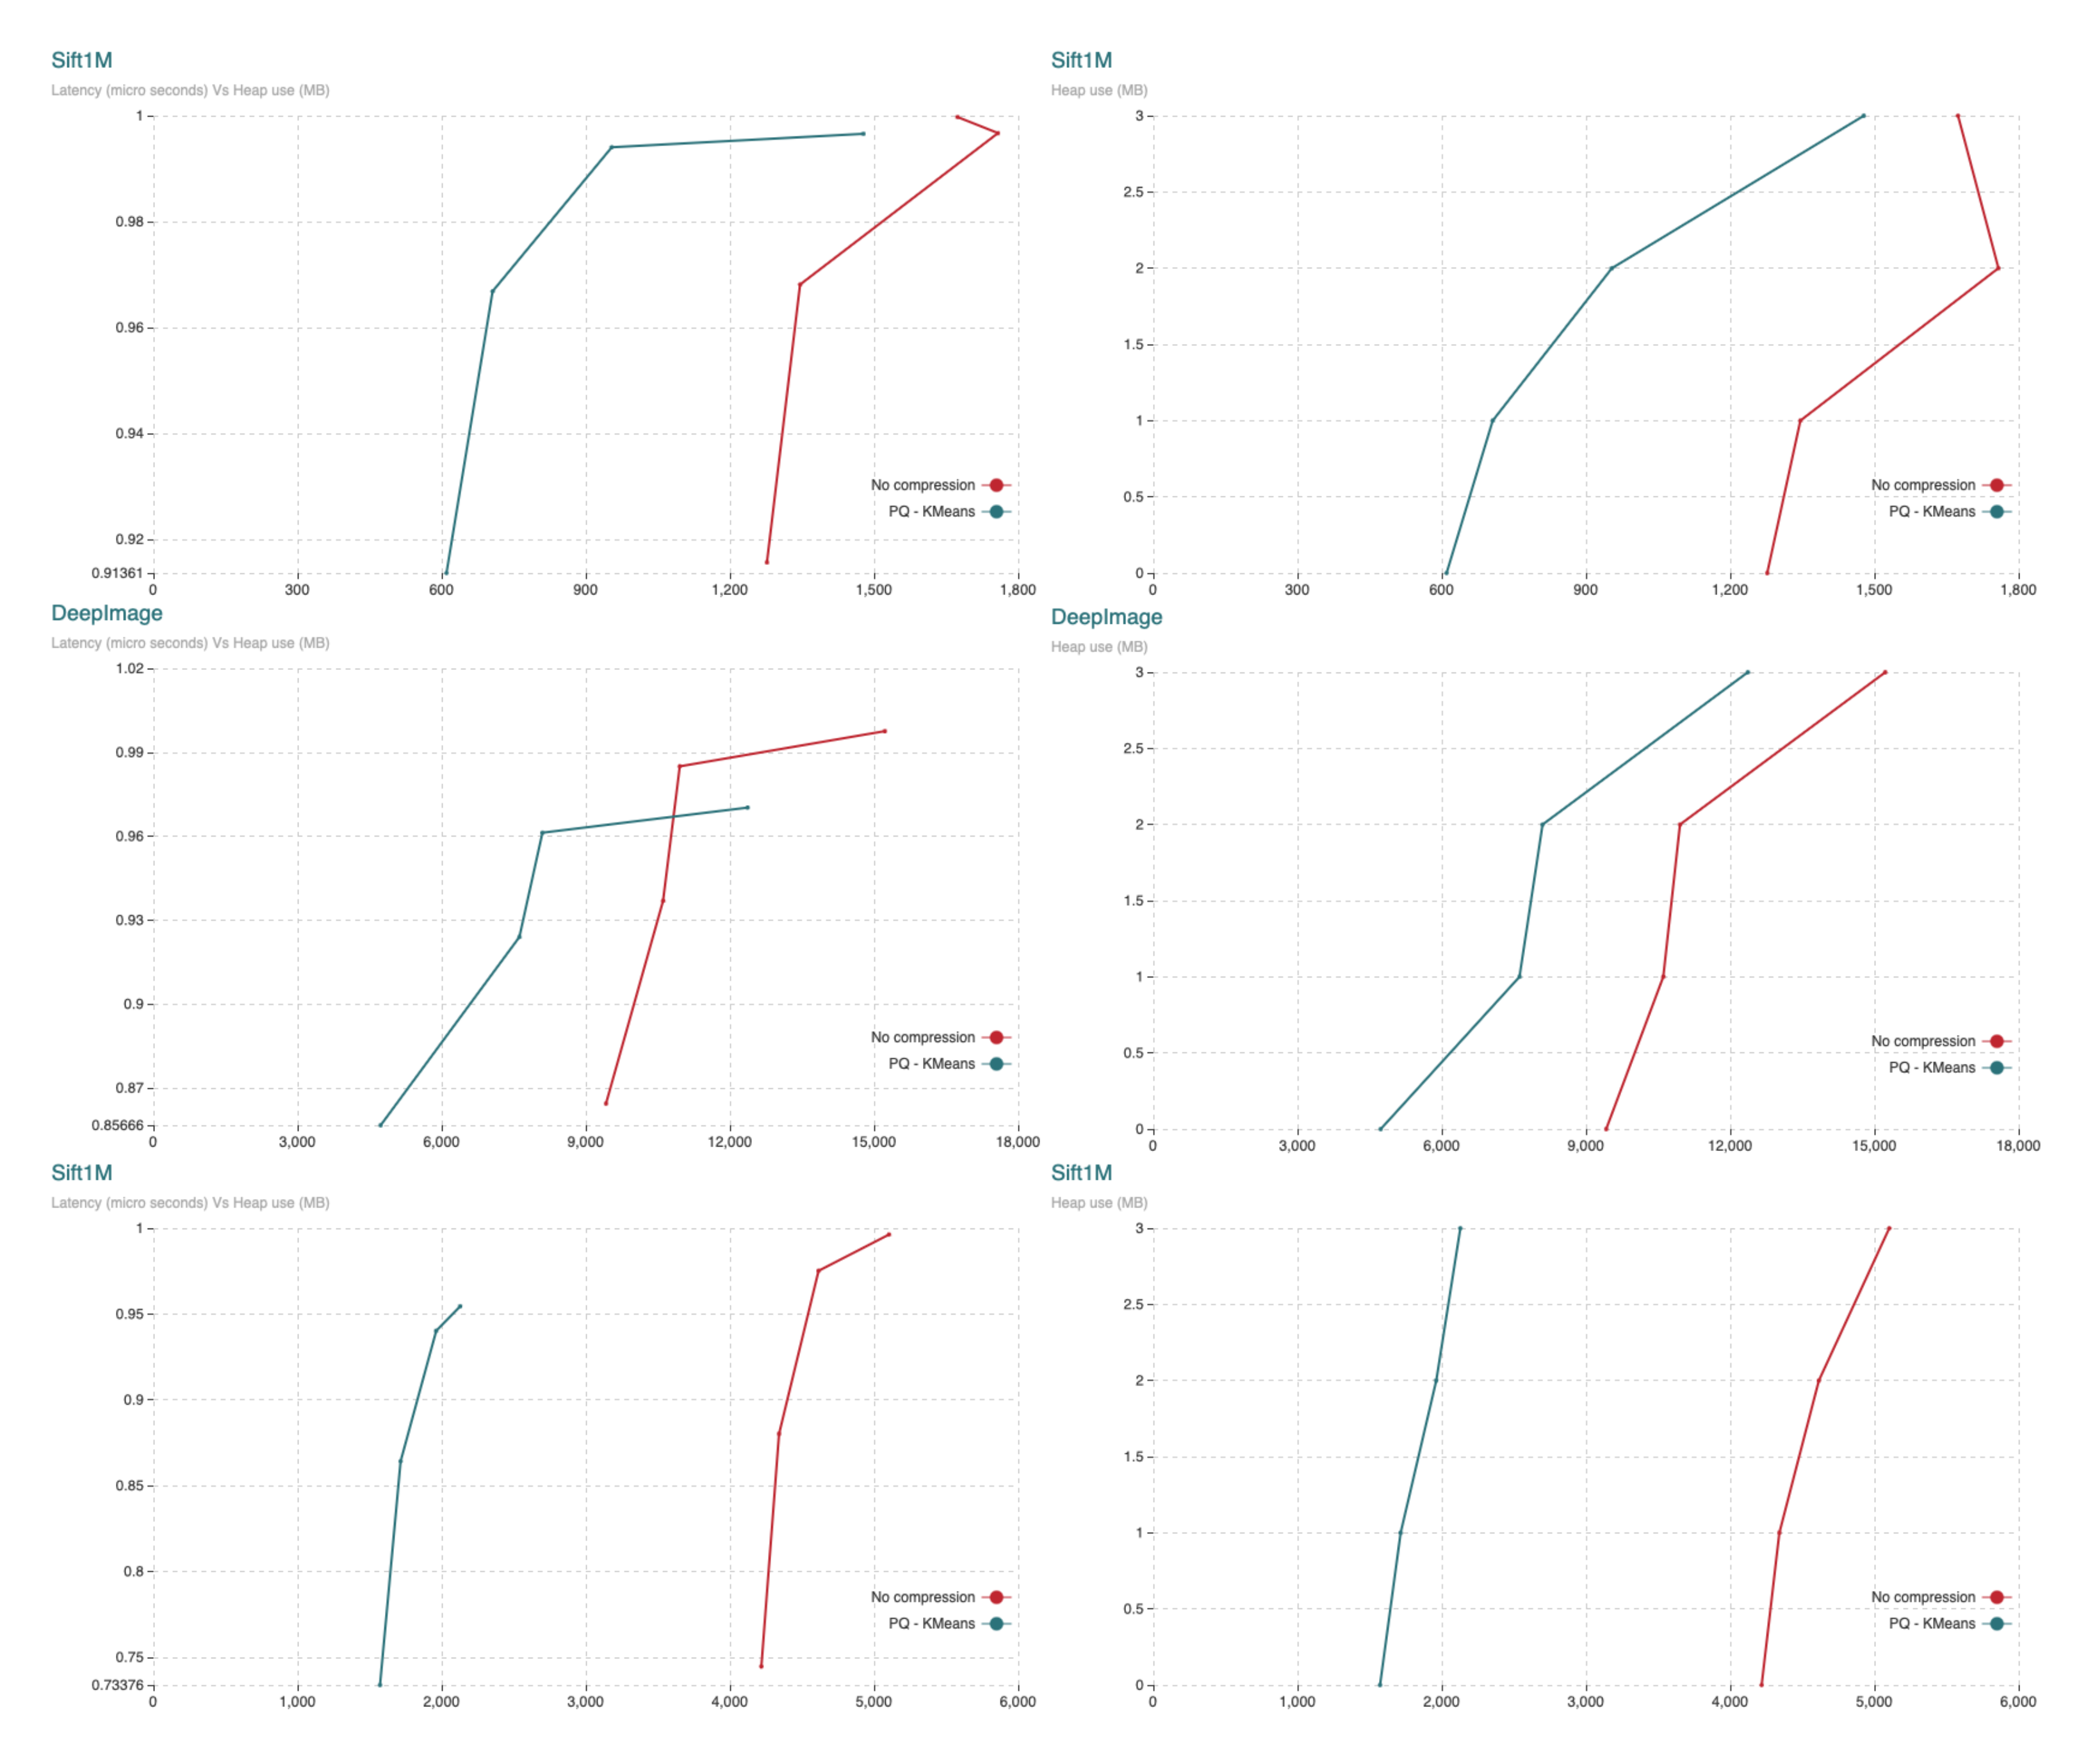 Sift1M
Latency (micro seconds) Vs Heap use (MB)
1
0.98
0.96
0.94
0.92
0.91361
0 300 600 900 1,200 1,500 1,800
No compression
PQ - KMeans
Sift1M
Heap use (MB)
3
2.5
2
1.5
1
0.5
0
0 300 600 900 1,200 1,500 1,800
No compression
PQ - KMeans
DeepImage
Latency (micro seconds) Vs Heap use (MB)
1.02
0.99
0.96
0.93
0.9
0.87
0.85666
0 3,000 6,000 9,000 12,000 15,000 18,000
No compression
PQ - KMeans
DeepImage
Heap use (MB)
3
2.5
2
1.5
1
0.5
0
0 3,000 6,000 9,000 12,000 15,000 18,000
No compression
PQ - KMeans
Sift1M
Latency (micro seconds) Vs Heap use (MB)
1
0.95
0.9
0.85
0.8
0.75
0.73376
0 1,000 2,000 3,000 4,000 5,000 6,000
No compression
PQ - KMeans
Sift1M
Heap use (MB)
3
2.5
2
1.5
1
0.5
0
0 1,000 2,000 3,000 4,000 5,000 6,000
No compression
PQ - KMeans